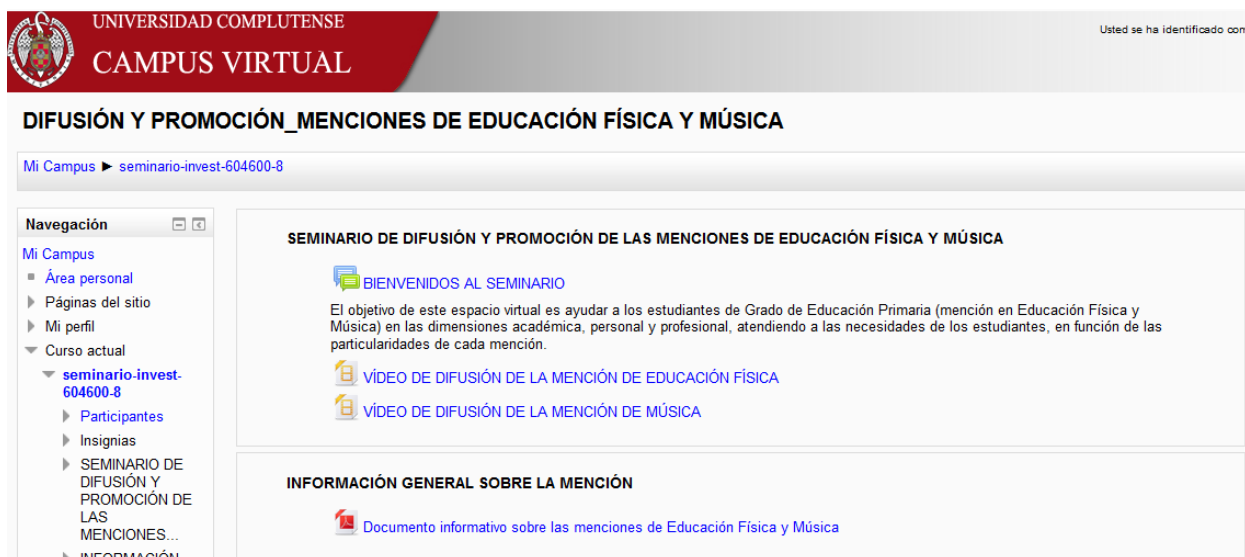 UNIVERSIDAD COMPLUTENSE
CAMPUS VIRTUAL
Usted se ha identificado com
DIFUSIÓN Y PROMOCIÓN_MENCIONES DE EDUCACIÓN FÍSICA Y MÚSICA
Mi Campus ► seminario-invest-604600-8
Navegación
Mi Campus
Área personal
Páginas del sitio
Mi perfil
Curso actual
seminario-invest-
604600-8
Participantes
Insignias
SEMINARIO DE
DIFUSIÓN Y
PROMOCIÓN DE
LAS
MENCIONES...
INFORMACIÓN
SEMINARIO DE DIFUSIÓN Y PROMOCIÓN DE LAS MENCIONES DE EDUCACIÓN FÍSICA Y MÚSICA
BIENVENIDOS AL SEMINARIO
El objetivo de este espacio virtual es ayudar a los estudiantes de Grado de Educación Primaria (mención en Educación Física y
Música) en las dimensiones académica, personal y profesional, atendiendo a las necesidades de los estudiantes, en función de las
particularidades de cada mención.
VÍDEO DE DIFUSIÓN DE LA MENCIÓN DE EDUCACIÓN FÍSICA
VÍDEO DE DIFUSIÓN DE LA MENCIÓN DE MÚSICA
INFORMACIÓN GENERAL SOBRE LA MENCIÓN
Documento informativo sobre las menciones de Educación Física y Música